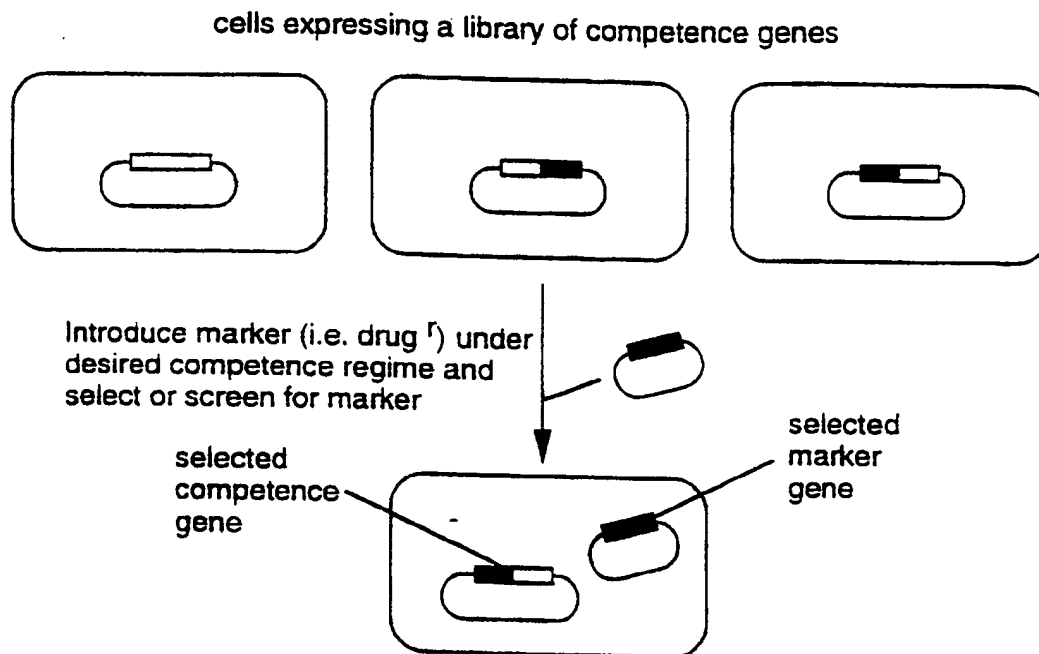 cells expressing a library of competence genes
Introduce marker (i.e. drug r) under
desired competence regime and
select or screen for marker
selected
competence
gene
selected
marker
gene